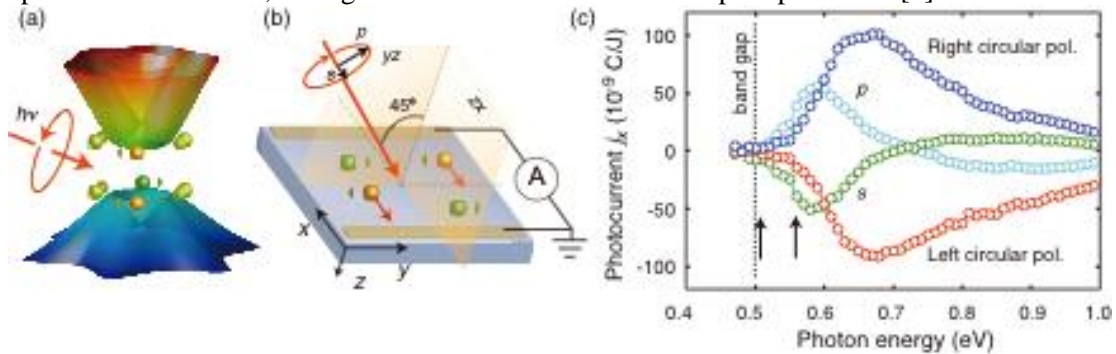 (a)
hν
(b)
p
s
yz
45°
xz
A
x
y
z
(c)
Photocurrent jx (10-9 C/J)
100
50
0
-50
-100
band gap
Right circular pol.
p
s
Left circular pol.
0.4 0.5 0.6 0.7 0.8 0.9 1.0
Photon energy (eV)